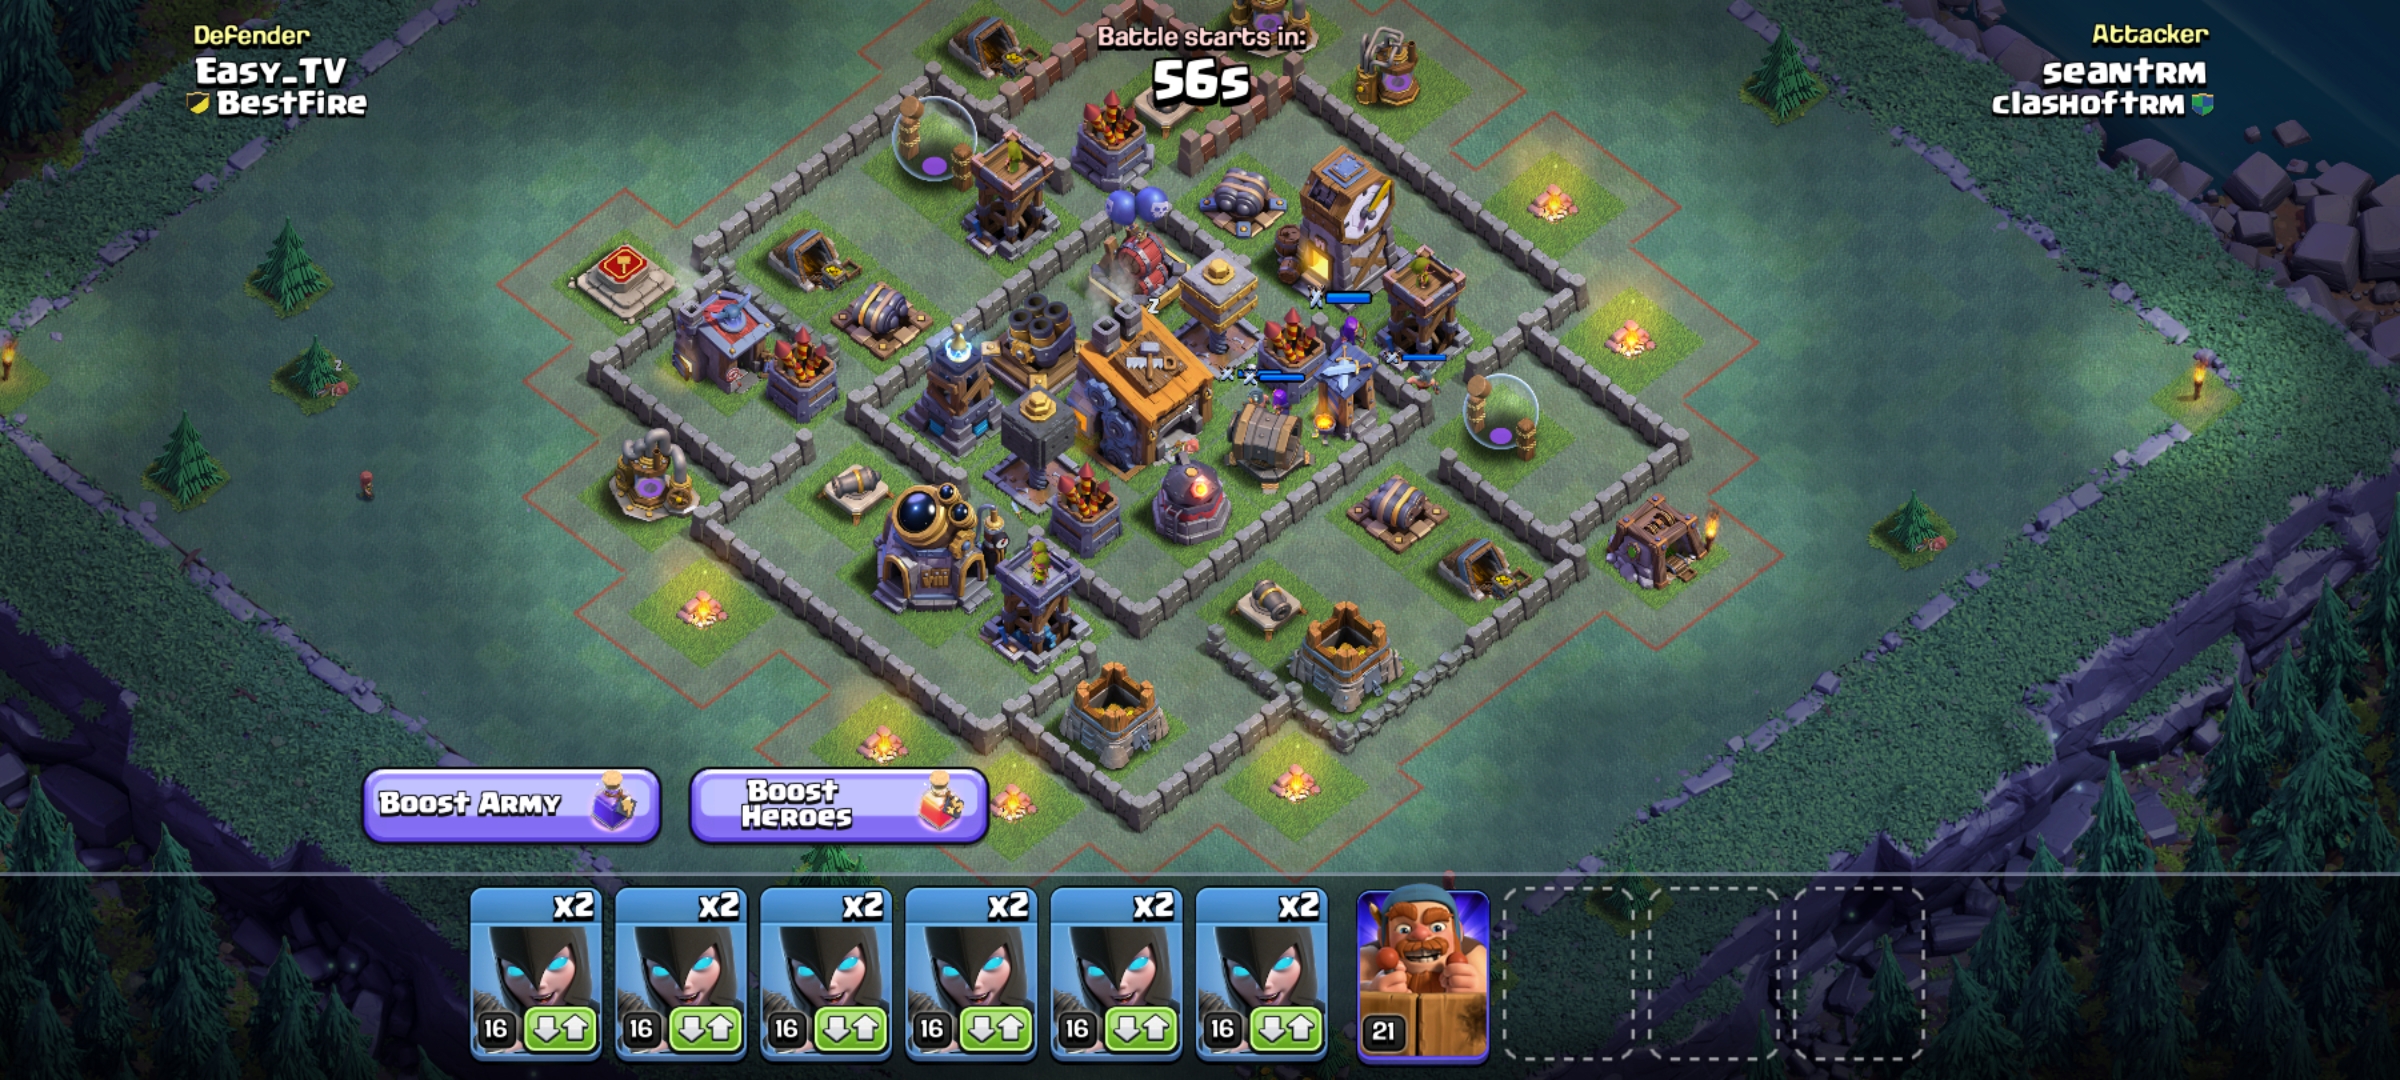 Defender
Easy_TV
BestFire
Battle starts in:
56s
Attacker
seantRM
clashoftRM
z
z
VIII
Boost Army
Boost
Heroes
x2
x2
x2
x2
x2
x2
16
16
16
16
16
16
21